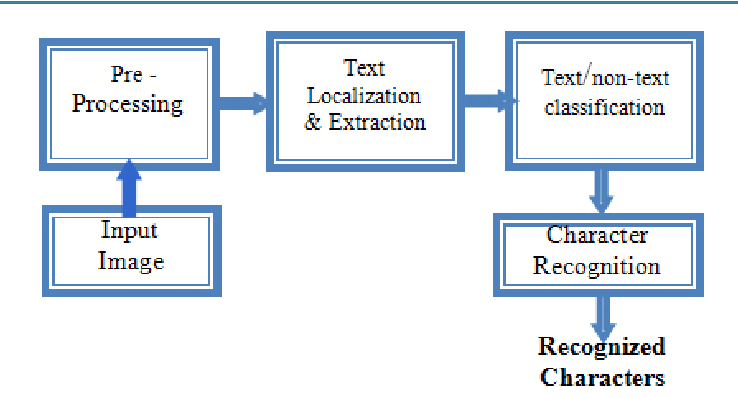 Pre -
Processing
Text
Localization
& Extraction
Text/non-text
classification
Input
Image
Character
Recognition
Recognized
Characters